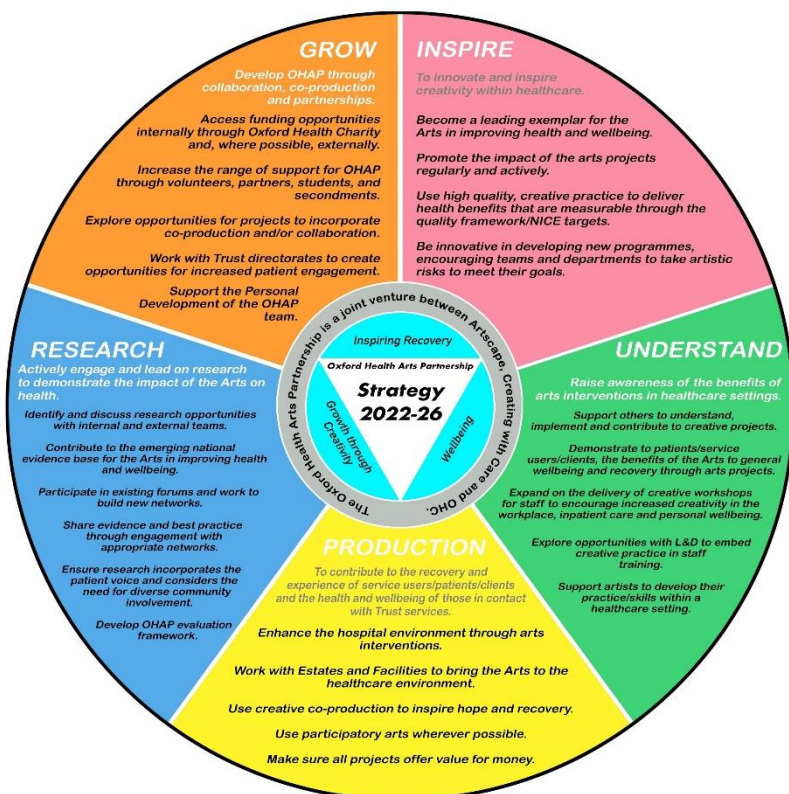 GROW
Develop OHAP through
collaboration, co-production
and partnerships.
Access funding opportunities
internally through Oxford Health Charity
and, where possible, externally.
Increase the range of support for OHAP
through volunteers, partners, students, and
secondments.
Explore opportunities for projects to incorporate
co-production and/or collaboration.
Work with Trust directorates to create
opportunities for increased patient engagement.
Support the Personal
Development of the OHAP
team.
INSPIRE
To innovate and inspire
creativity within healthcare.
Become a leading exemplar for the
Arts in improving health and wellbeing.
Promote the impact of the arts projects
regularly and actively.
Use high quality, creative practice to deliver
health benefits that are measurable through the
quality framework/NICE targets.
Be innovative in developing new programmes,
encouraging teams and departments to take artistic
risks to meet their goals.
UNDERSTAND
Raise awareness of the benefits of
arts interventions in healthcare settings.
Support others to understand,
implement and contribute to creative projects.
Demonstrate to patients/service
users/clients, the benefits of the Arts to general
wellbeing and recovery through arts projects.
Expand on the delivery of creative workshops
for staff to encourage increased creativity in the
workplace, inpatient care and personal wellbeing.
Explore opportunities with L&D to embed
creative practice in staff
training.
Support artists to develop their
practice/skills within a
healthcare setting.
PRODUCTION
To contribute to the recovery and
experience of service users/patients/clients
and the health and wellbeing of those in contact
with Trust services.
Enhance the hospital environment through arts
interventions.
Work with Estates and Facilities to bring the Arts to the
healthcare environment.
Use creative co-production to inspire hope and recovery.
Use participatory arts wherever possible.
Make sure all projects offer value for money.
RESEARCH
Actively engage and lead on research
to demonstrate the impact of the Arts on
health.
Identify and discuss research opportunities
with internal and external teams.
Contribute to the emerging national
evidence base for the Arts in improving health
and wellbeing.
Participate in existing forums and work to
build new networks.
Share evidence and best practice
through engagement with
appropriate networks.
Ensure research incorporates the
patient voice and considers the
need for diverse community
involvement.
Develop OHAP evaluation
framework.
The Oxford Health Arts Partnership is a joint venture between Artscape, Creating with Care and OHC.
Inspiring Recovery
Oxford Health Arts Partnership
Strategy
2022-26
Growth through
Creativity
Wellbeing